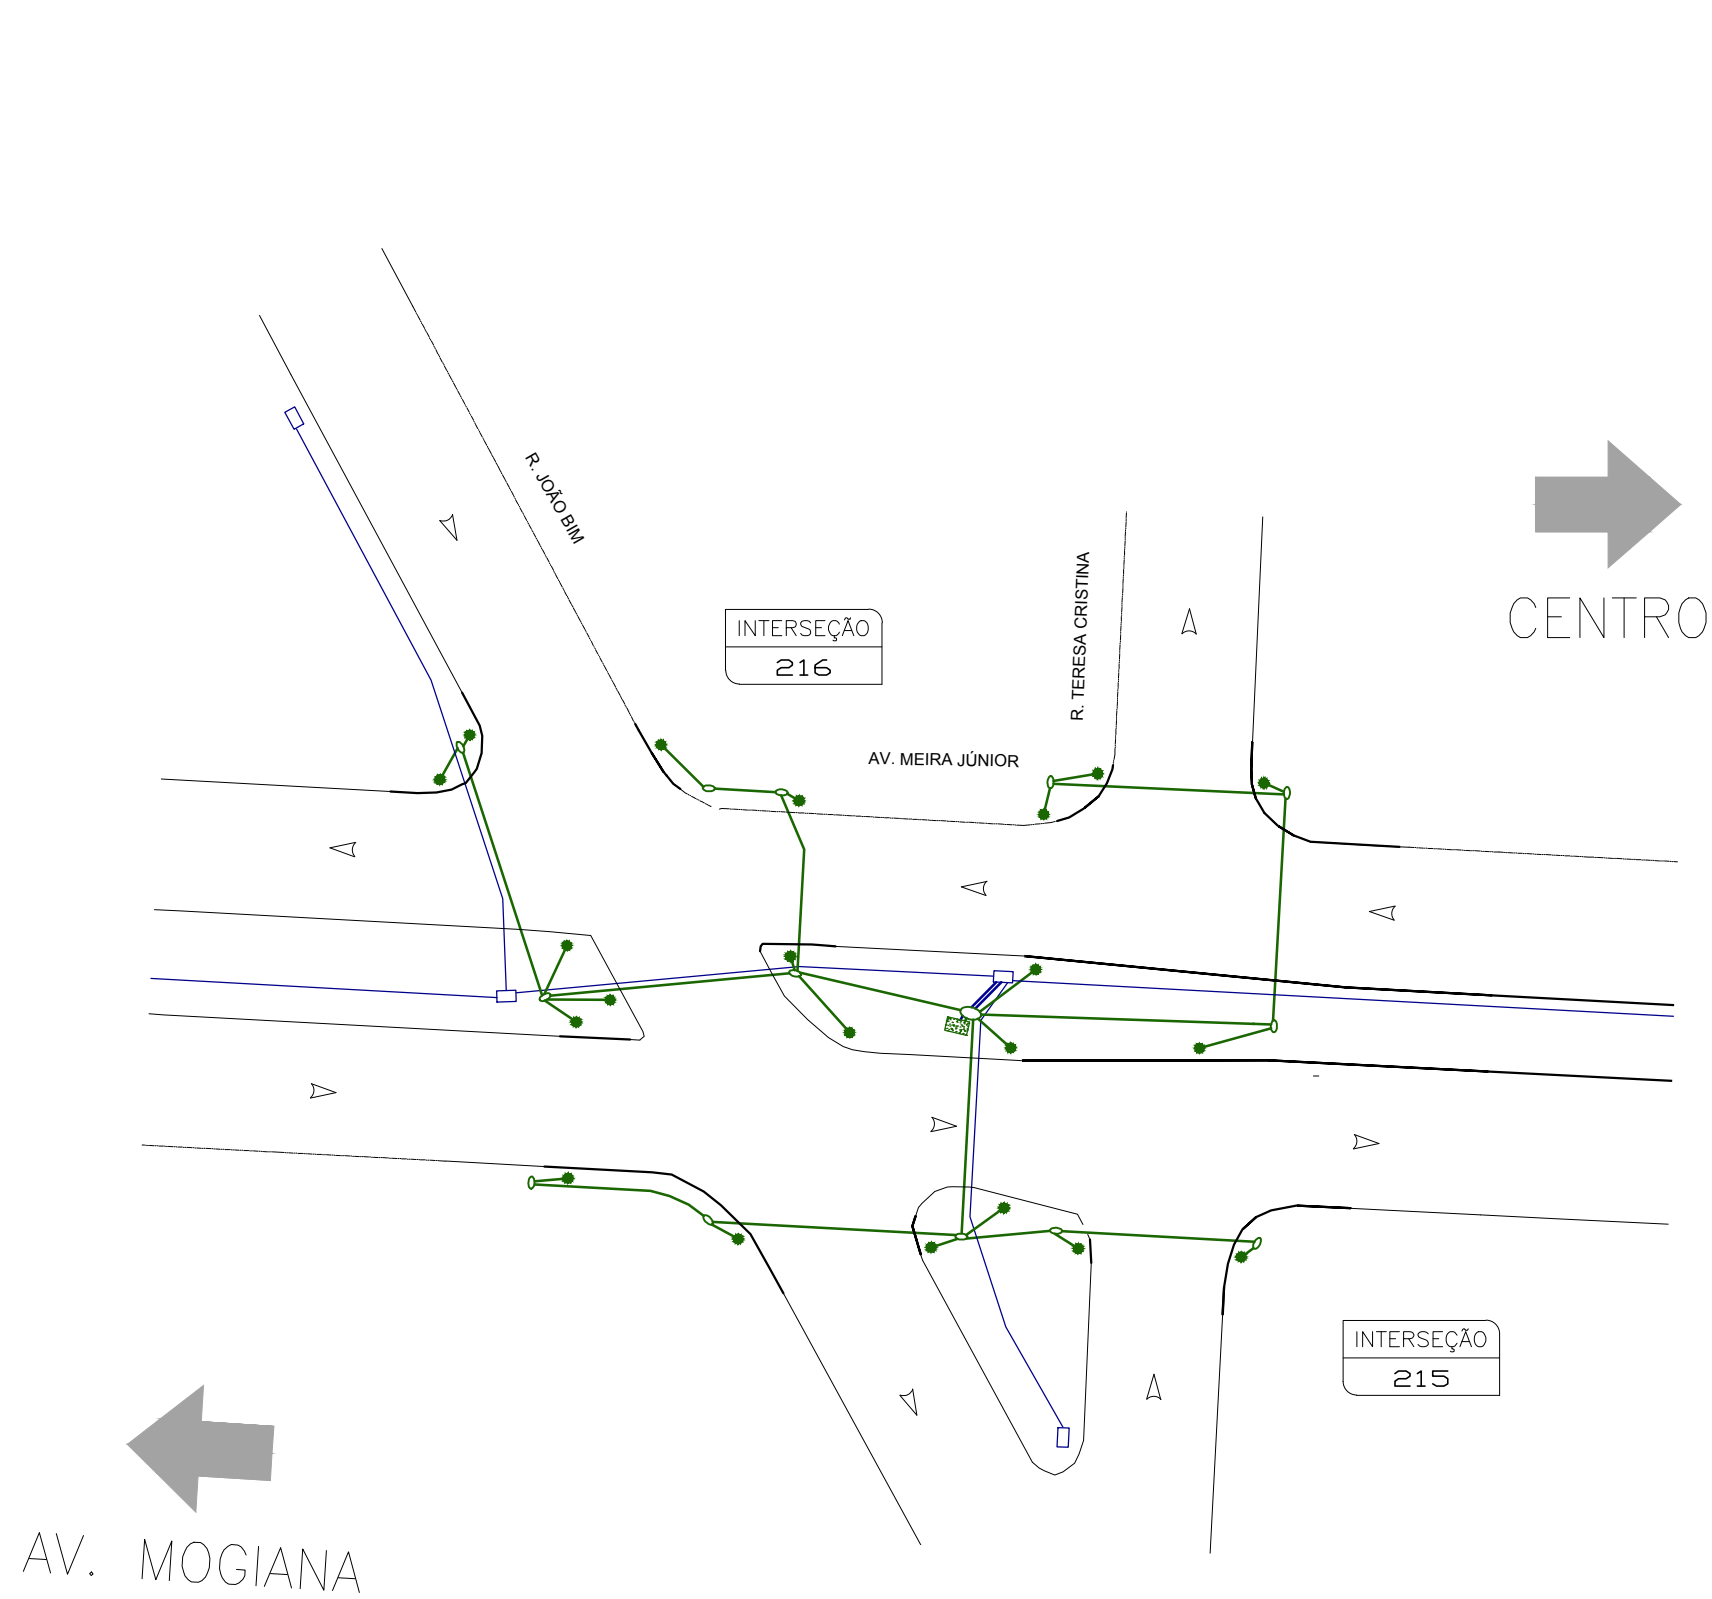 R. JOÃO BIM
CENTRO
R. TERESA CRISTINA
INTERSEÇÃO
216
AV. MEIRA JÚNIOR
INTERSEÇÃO
215
AV. MOGIANA